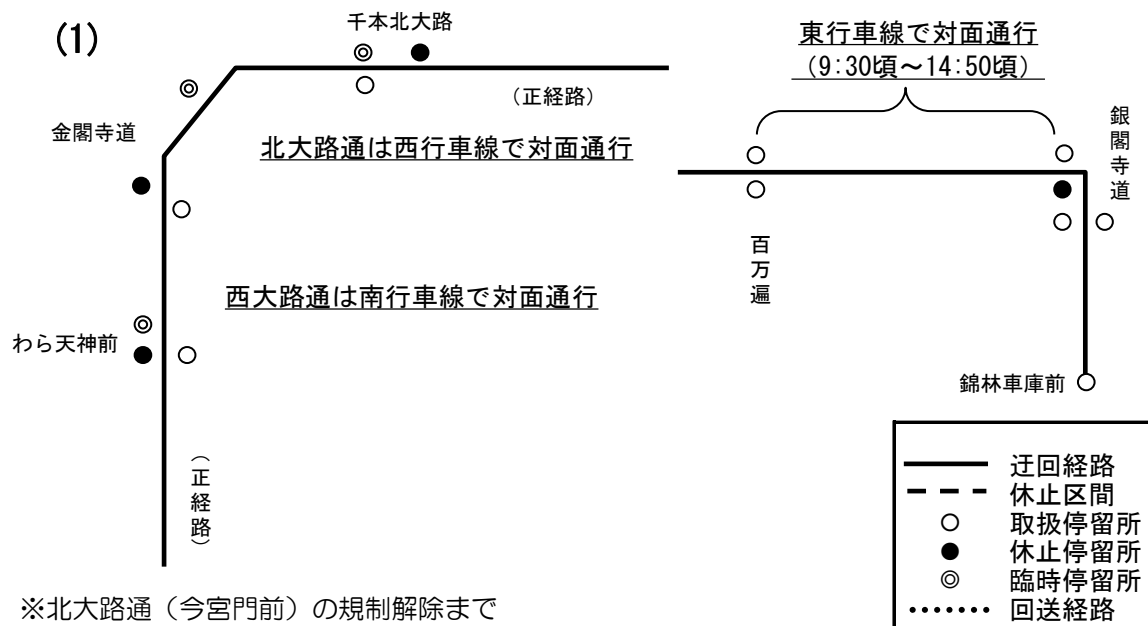 (1)
千本北大路
東行車線で対面通行
(9:30頃～14:50頃)
(正経路)
金閣寺道
銀閣寺道
北大路通は西行車線で対面通行
百万遍
西大路通は南行車線で対面通行
わら天神前
錦林車庫前
(正経路)
迂回経路
休止区間
取扱停留所
休止停留所
臨時停留所
回送経路
※北大路通（今宮門前）の規制解除まで